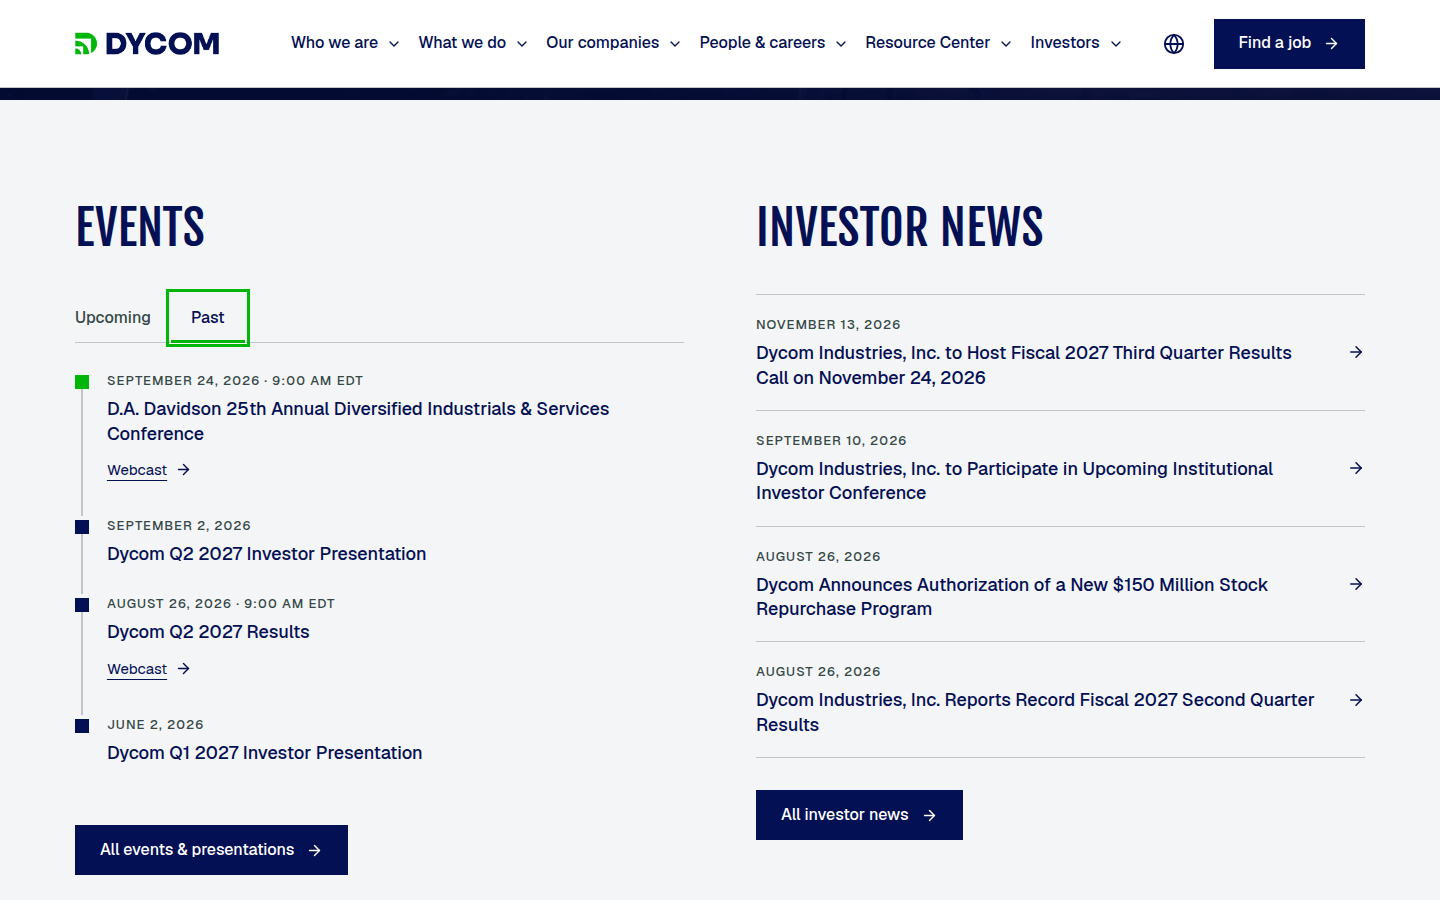 DYCOM
Who we are
What we do
Our companies
People & careers
Resource Center
Investors
Find a job
EVENTS
Upcoming
Past
SEPTEMBER 24, 2026 · 9:00 AM EDT
D.A. Davidson 25th Annual Diversified Industrials & Services
Conference
Webcast
SEPTEMBER 2, 2026
Dycom Q2 2027 Investor Presentation
AUGUST 26, 2026 · 9:00 AM EDT
Dycom Q2 2027 Results
Webcast
JUNE 2, 2026
Dycom Q1 2027 Investor Presentation
All events & presentations
INVESTOR NEWS
NOVEMBER 13, 2026
Dycom Industries, Inc. to Host Fiscal 2027 Third Quarter Results
Call on November 24, 2026
SEPTEMBER 10, 2026
Dycom Industries, Inc. to Participate in Upcoming Institutional
Investor Conference
AUGUST 26, 2026
Dycom Announces Authorization of a New $150 Million Stock
Repurchase Program
AUGUST 26, 2026
Dycom Industries, Inc. Reports Record Fiscal 2027 Second Quarter
Results
All investor news